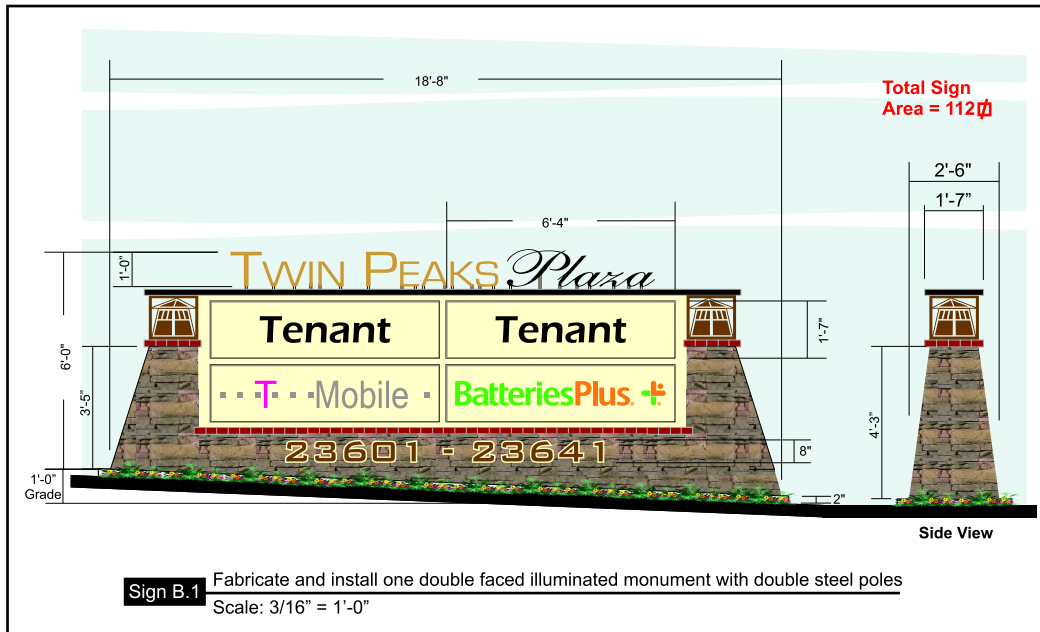 18'-8"
Total Sign
Area = 112
2'-6"
1'-7”
6'-4"
1'-0"
TWIN PEAKS Plaza
6'-0"
Tenant Tenant
1'-7"
3'-5"
T · · ·Mobile · BatteriesPlus.
4'-3"
23601 - 23641
8"
1'-0”
Grade
2"
Side View
Sign B.1
Fabricate and install one double faced illuminated monument with double steel poles
Scale: 3/16” = 1’-0”